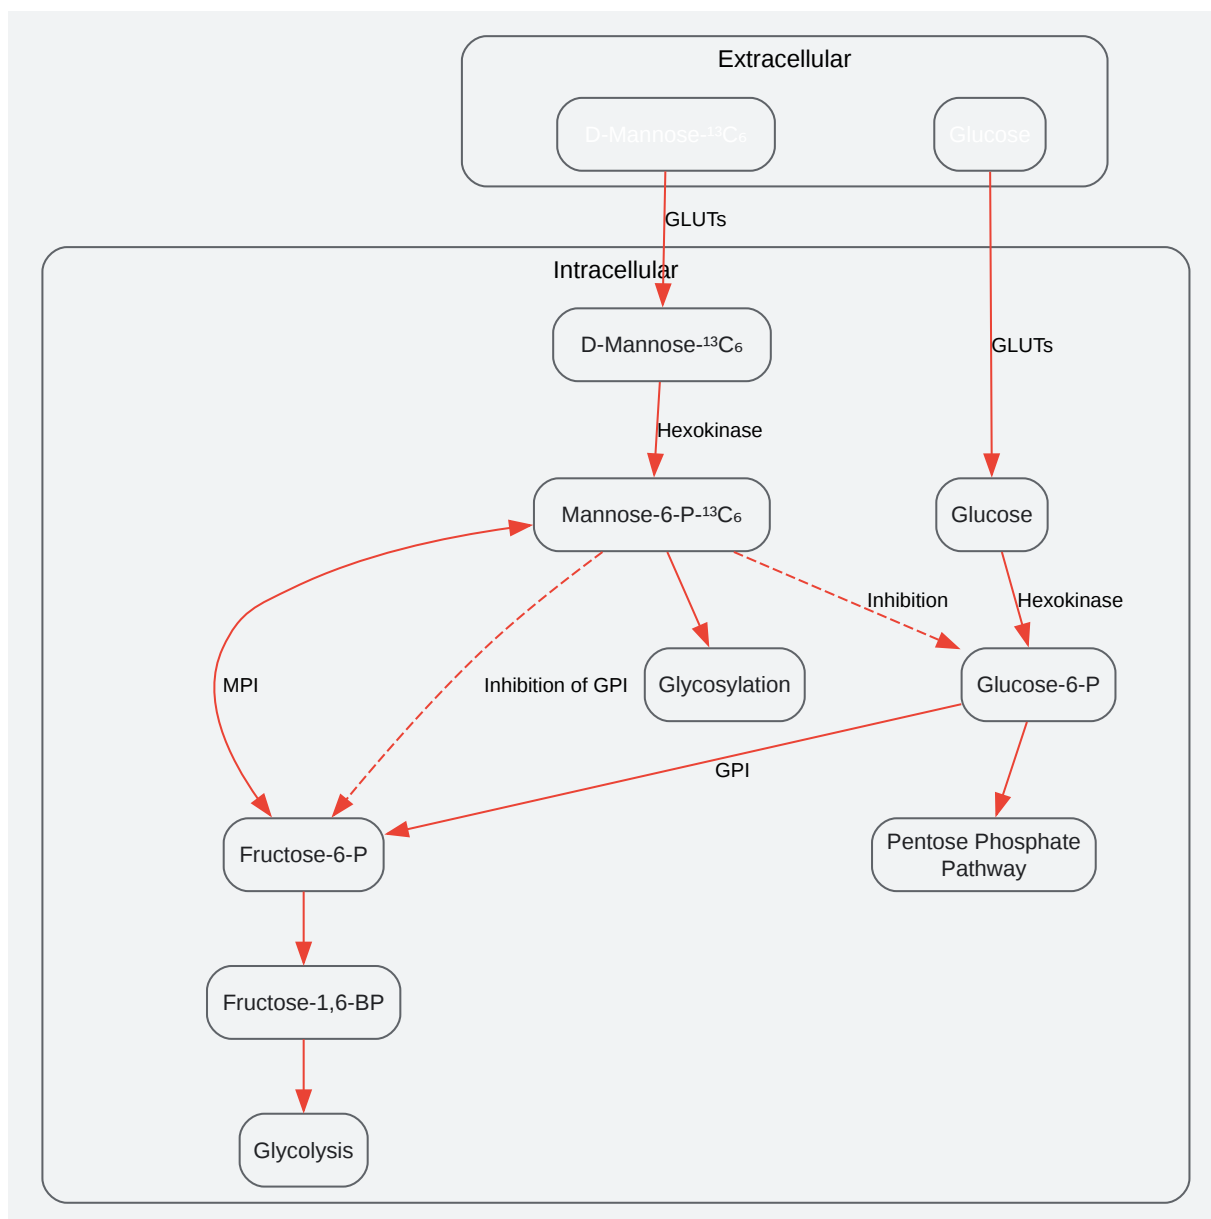 Extracellular
D-Mannose-¹³C₆
Glucose
GLUTs
Intracellular
D-Mannose-¹³C₆
GLUTs
Hexokinase
Mannose-6-P-¹³C₆
Glucose
Inhibition
Hexokinase
MPI
Inhibition of GPI
Glycosylation
Glucose-6-P
GPI
Fructose-6-P
Pentose Phosphate
Pathway
Fructose-1,6-BP
Glycolysis